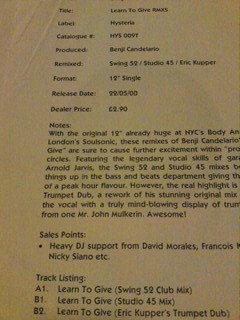 Title: Learn To Give RMXS
Label: Hysteria
Catalogue #: HYS 009T
Produced: Benji Candelario
Remixed: Swing 52 / Studio 45 / Eric Kupper
Format: 12" Single
Release Date: 22/05/00
Dealer Price: £2.90
Notes:
With the original 12" already huge at NYC's Body An
London's Soulsonic, these remixes of Benji Candelario'
Give" are sure to cause further excitement within "pro
circles. Featuring the legendary vocal skills of gara
Arnold Jarvis, the Swing 52 and Studio 45 mixes b
things up in the bass and beats department giving th
of a peak hour flavour. However, the real highlight is
Trumpet Dub, a rework of his stunning original mix
the vocal with a truly mind-blowing display of trum
from one Mr. John Mulkerin. Awesome!
Sales Points:
• Heavy DJ support from David Morales, Francois K
Nicky Siano etc.
Track Listing:
A1. Learn To Give (Swing 52 Club Mix)
B1. Learn To Give (Studio 45 Mix)
B2. Learn To Give (Eric Kupper's Trumpet Dub)